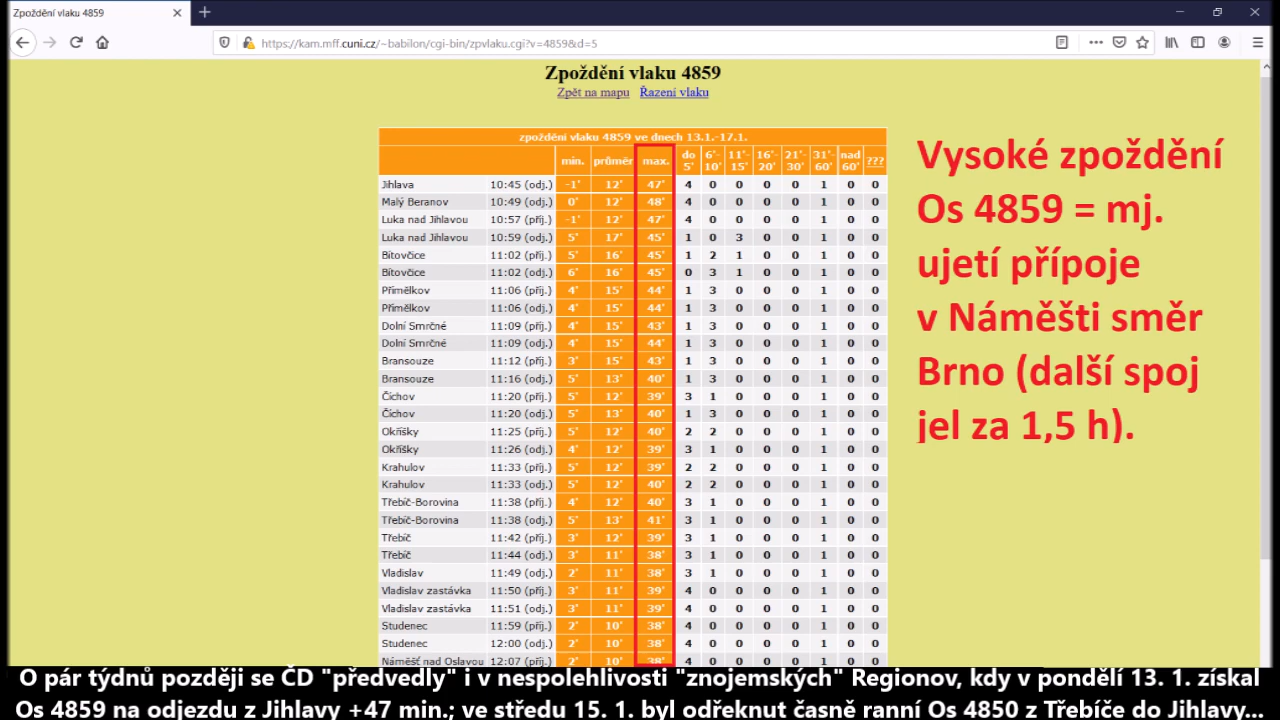 Zpoždění vlaku 4859
https://kam.mff.cuni.cz/~babilon/cgi-bin/zpvlaku.cgi?v=4859&d=5
Zpoždění vlaku 4859
Zpět na mapu Řazení vlaku
zpoždění vlaku 4859 ve dnech 13.1.-17.1.
min. průměr max. do 5' 6'-10' 11'-15' 16'-20' 21'-30' 31'-60' nad 60' ???
Jihlava 10:45 (odj.) -1' 12' 47' 4 0 0 0 0 1 0 0
Malý Beranov 10:49 (odj.) 0' 12' 48' 4 0 0 0 0 1 0 0
Luka nad Jihlavou 10:57 (příj.) -1' 12' 47' 4 0 0 0 0 1 0 0
Luka nad Jihlavou 10:59 (odj.) 5' 17' 45' 1 0 3 0 0 1 0 0
Bítovčice 11:02 (příj.) 5' 16' 45' 1 2 1 0 0 1 0 0
Bítovčice 11:02 (odj.) 6' 16' 45' 0 3 1 0 0 1 0 0
Přímělkov 11:06 (příj.) 4' 15' 44' 1 3 0 0 0 1 0 0
Přímělkov 11:06 (odj.) 4' 15' 44' 1 3 0 0 0 1 0 0
Dolní Smrčné 11:09 (příj.) 4' 15' 43' 1 3 0 0 0 1 0 0
Dolní Smrčné 11:09 (odj.) 4' 15' 44' 1 3 0 0 0 1 0 0
Bransouze 11:12 (příj.) 3' 15' 43' 1 3 0 0 0 1 0 0
Bransouze 11:16 (odj.) 5' 13' 40' 1 3 0 0 0 1 0 0
Číchov 11:20 (příj.) 5' 12' 39' 3 1 0 0 0 1 0 0
Číchov 11:20 (odj.) 5' 13' 40' 1 3 0 0 0 1 0 0
Okříšky 11:25 (příj.) 5' 12' 40' 2 2 0 0 0 1 0 0
Okříšky 11:26 (odj.) 4' 12' 39' 3 1 0 0 0 1 0 0
Krahulov 11:33 (příj.) 5' 12' 39' 2 2 0 0 0 1 0 0
Krahulov 11:33 (odj.) 5' 12' 40' 2 2 0 0 0 1 0 0
Třebíč-Borovina 11:38 (příj.) 4' 12' 40' 3 1 0 0 0 1 0 0
Třebíč-Borovina 11:38 (odj.) 5' 13' 41' 3 1 0 0 0 1 0 0
Třebíč 11:42 (příj.) 3' 12' 39' 3 1 0 0 0 1 0 0
Třebíč 11:44 (odj.) 3' 11' 38' 3 1 0 0 0 1 0 0
Vladislav 11:49 (odj.) 2' 11' 38' 3 1 0 0 0 1 0 0
Vladislav zastávka 11:50 (příj.) 3' 11' 39' 4 0 0 0 0 1 0 0
Vladislav zastávka 11:51 (odj.) 3' 11' 39' 4 0 0 0 0 1 0 0
Studenec 11:59 (příj.) 2' 10' 38' 4 0 0 0 0 1 0 0
Studenec 12:00 (odj.) 2' 10' 38' 4 0 0 0 0 1 0 0
Náměšť nad Oslavou 12:07 (příj.) 2' 10' 38' 4 0 0 0 0 1 0 0
Vysoké zpoždění
Os 4859 = mj.
ujetí přípoje
v Náměšti směr
Brno (další spoj
jel za 1,5 h).
O pár týdnů později se ČD "předvedly" i v nespolehlivosti "znojemských" Regionov, kdy v pondělí 13. 1. získal
Os 4859 na odjezdu z Jihlavy +47 min.; ve středu 15. 1. byl odřeknut časně ranní Os 4850 z Třebíče do Jihlavy...